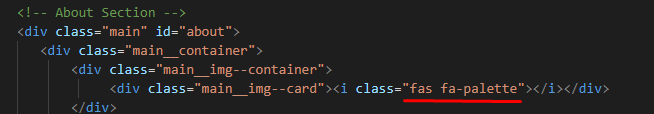 <!-- About Section -->
<div class="main" id="about">
<div class="main__container">
<div class="main__img--container">
<div class="main__img--card"><i class="fas fa-palette"></i></div>
</div>